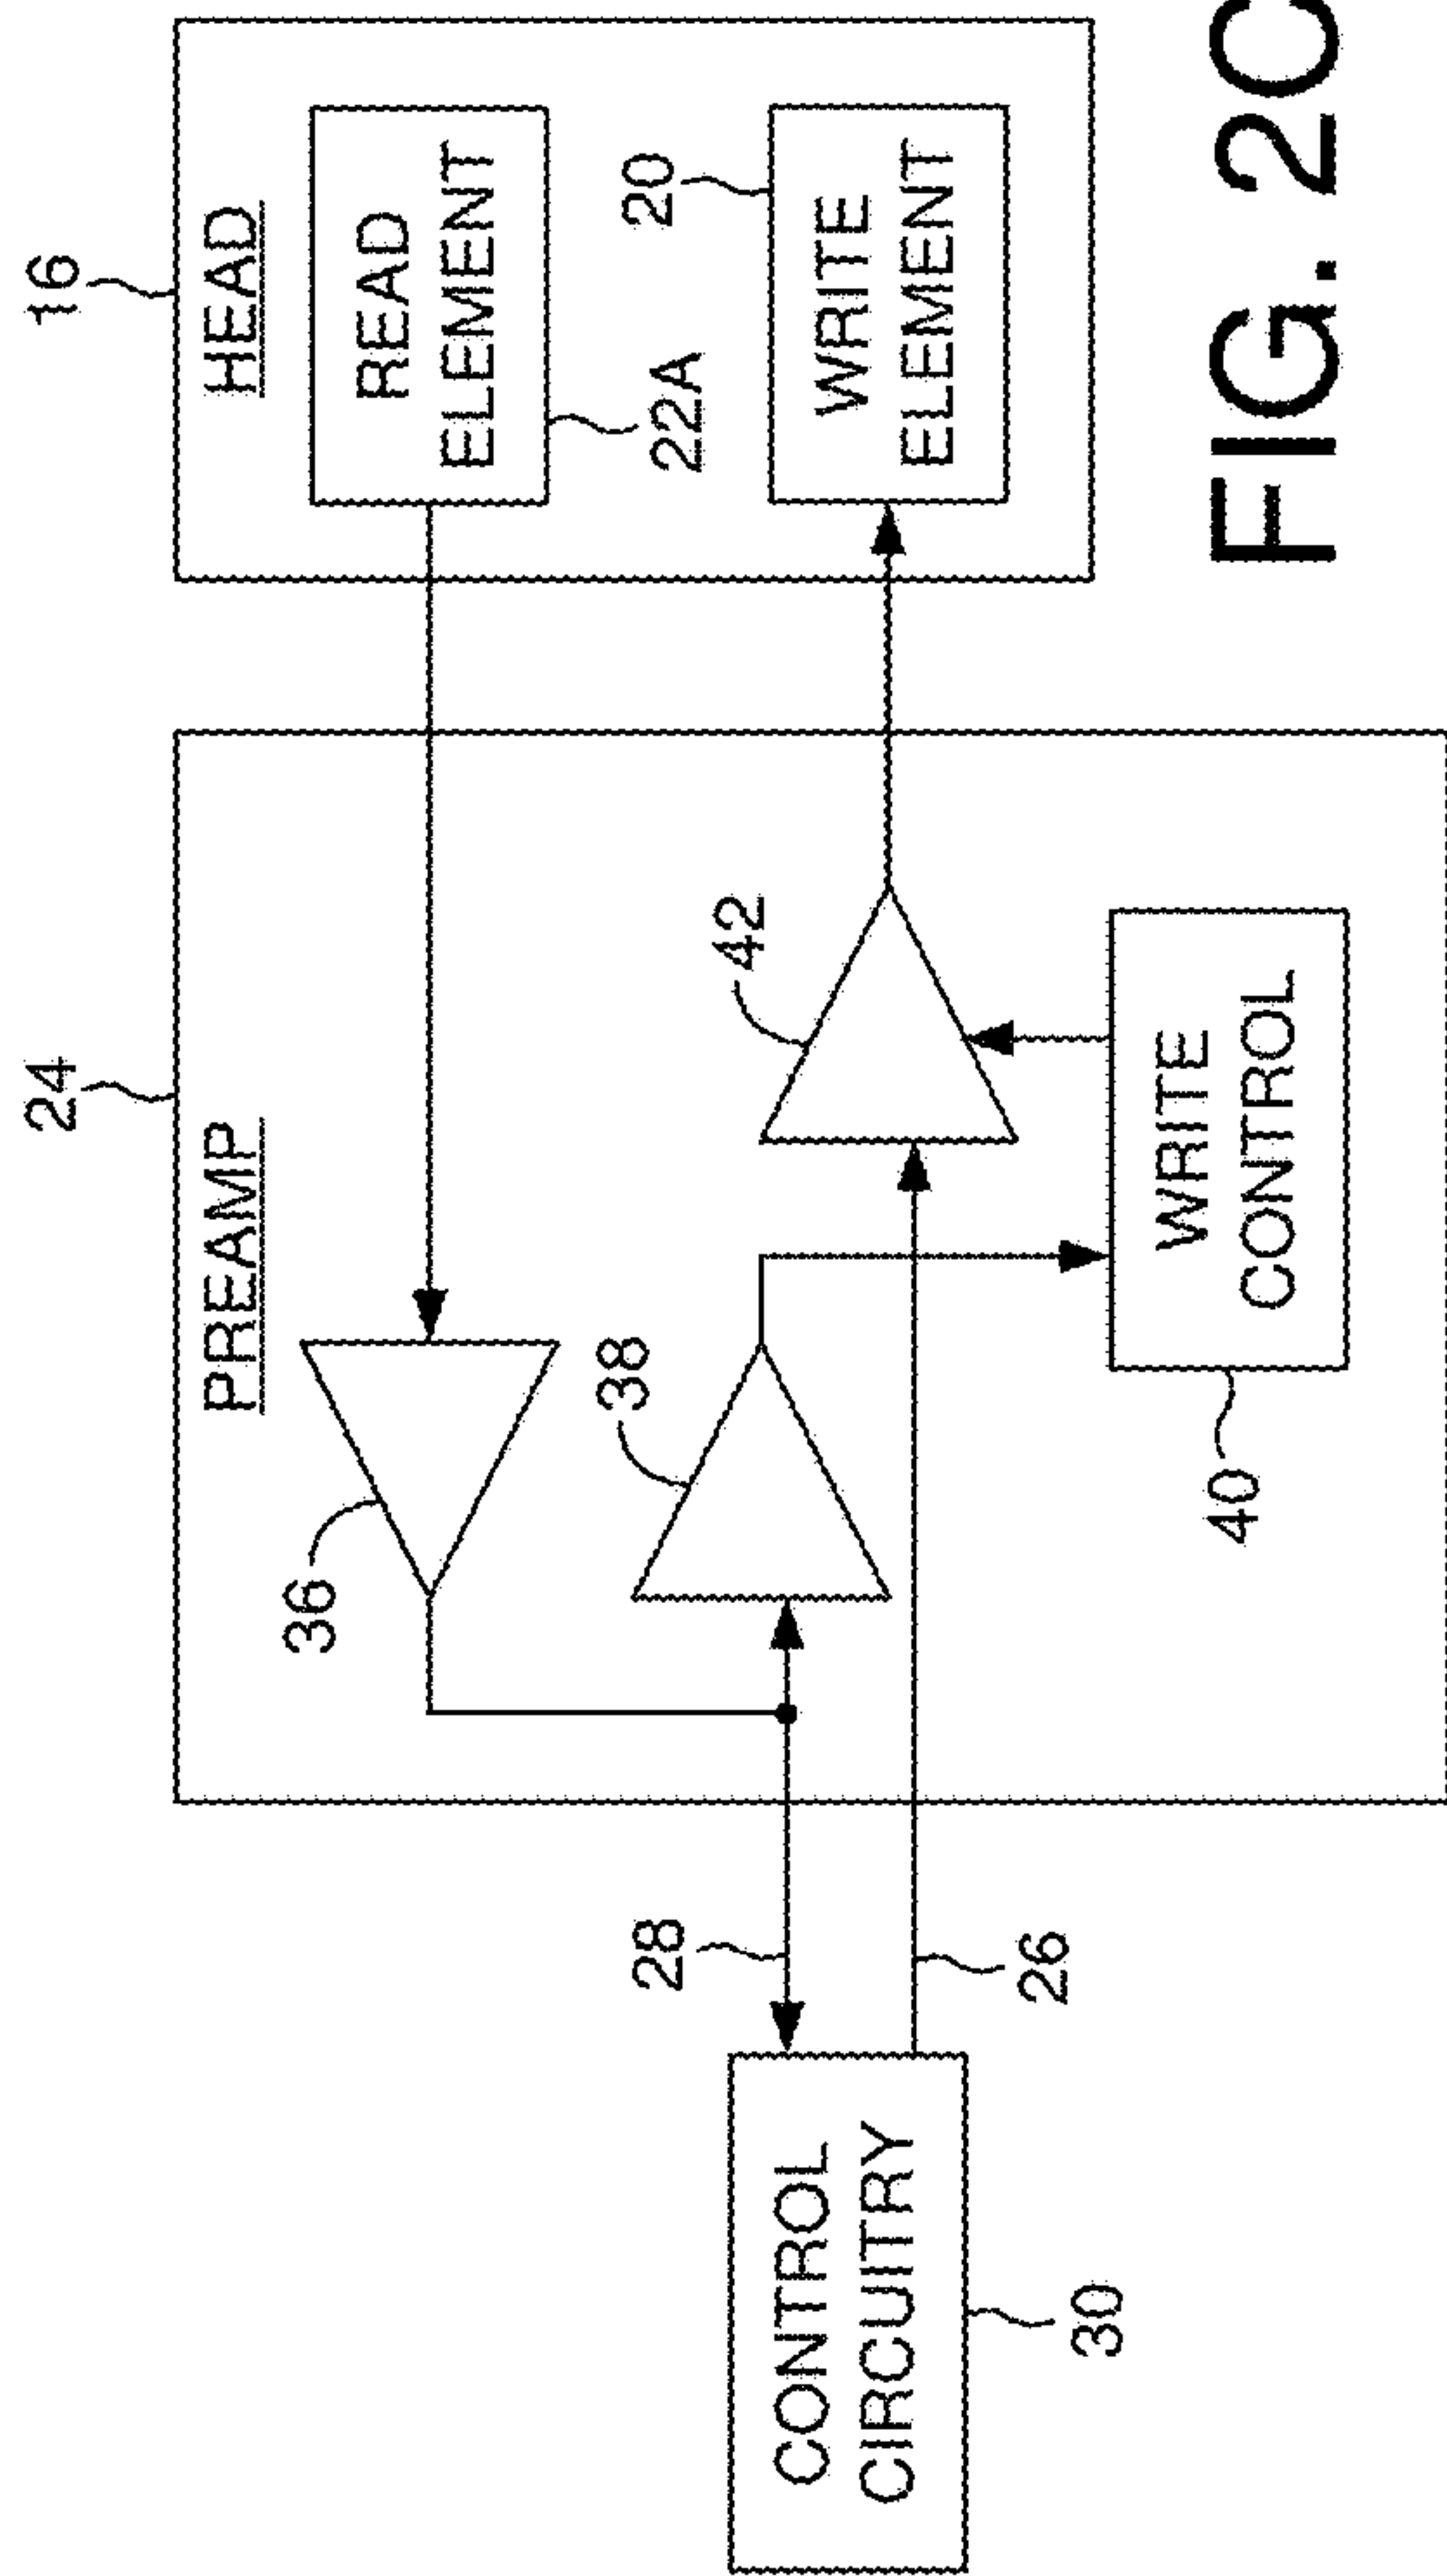 16
HEAD
READ
ELEMENT
22A
20
WRITE
ELEMENT
24
PREAMP
36
38
42
WRITE
CONTROL
40
28
26
CONTROL
CIRCUITRY
30
FIG. 2C